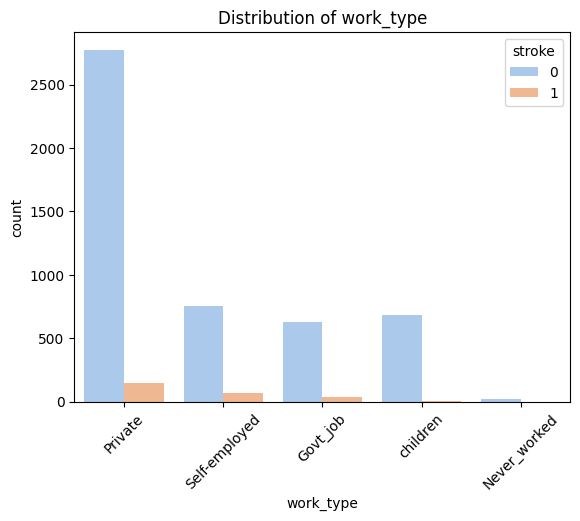 Distribution of work_type
stroke
0
1
count
2500
2000
1500
1000
500
0
Private
Self-employed
Govt_job
children
Never_worked
work_type